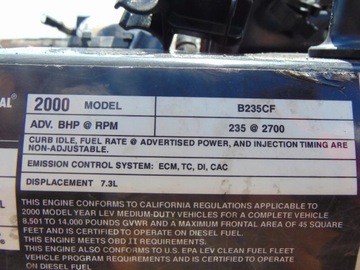 AL
2000 MODEL B235CF
ADV. BHP @ RPM 235 @ 2700
CURB IDLE, FUEL RATE @ ADVERTISED POWER, AND INJECTION TIMING ARE
NON-ADJUSTABLE.
EMISSION CONTROL SYSTEM: ECM, TC, DI, CAC
DISPLACEMENT 7.3L
THIS ENGINE CONFORMS TO CALIFORNIA REGULATIONS APPLICABLE TO
2000 MODEL YEAR LEV MEDIUM-DUTY VEHICLES FOR A COMPLETE VEHICLE
8,501 TO 14,000 POUNDS GVWR AND A MAXIMUM FRONTAL AREA OF 45 SQUARE
FEET AND IS CERTIFIED TO OPERATE ON DIESEL FUEL.
THIS ENGINE MEETS OBD II REQUIREMENTS.
THIS ENGINE ALSO CONFORMS TO U.S. EPA LEV CLEAN FUEL FLEET
VEHICLE PROGRAM REQUIREMENTS AND IS CERTIFIED TO OPERATE
ON DIESEL FUEL.